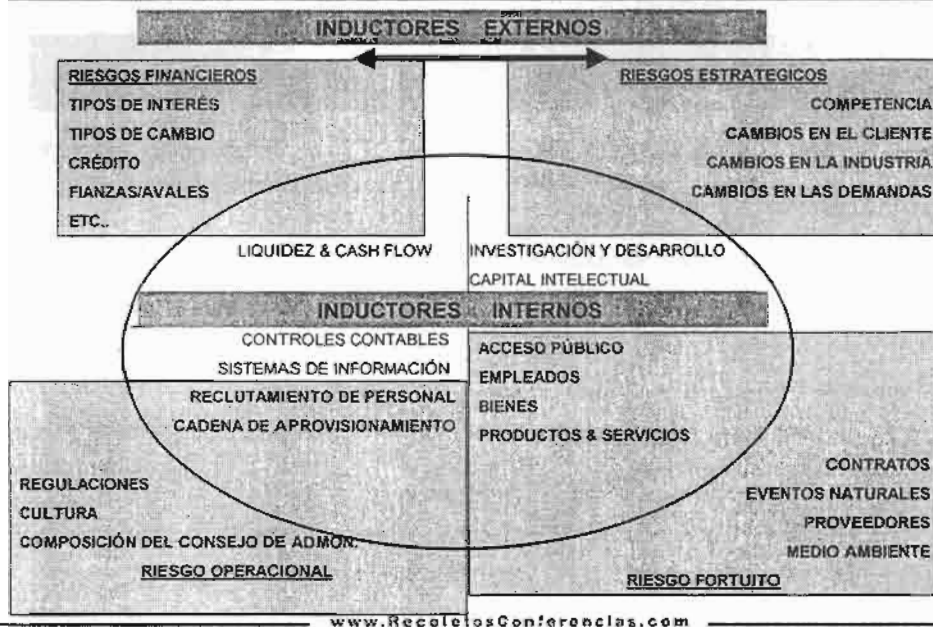 INDUCTORES EXTERNOS
RIESGOS FINANCIEROS
TIPOS DE INTERÉS
TIPOS DE CAMBIO
CRÉDITO
FIANZAS/AVALES
ETC..
RIESGOS ESTRATEGICOS
COMPETENCIA
CAMBIOS EN EL CLIENTE
CAMBIOS EN LA INDUSTRIA
CAMBIOS EN LAS DEMANDAS
LIQUIDEZ & CASH FLOW
INVESTIGACIÓN Y DESARROLLO
CAPITAL INTELECTUAL
INDUCTORES INTERNOS
CONTROLES CONTABLES
SISTEMAS DE INFORMACIÓN
RECLUTAMIENTO DE PERSONAL
CADENA DE APROVISIONAMIENTO
REGULACIONES
CULTURA
COMPOSICIÓN DEL CONSEJO DE ADMON.
RIESGO OPERACIONAL
ACCESO PÚBLICO
EMPLEADOS
BIENES
PRODUCTOS & SERVICIOS
CONTRATOS
EVENTOS NATURALES
PROVEEDORES
MEDIO AMBIENTE
RIESGO FORTUITO
www.RecoletosConferencias.com